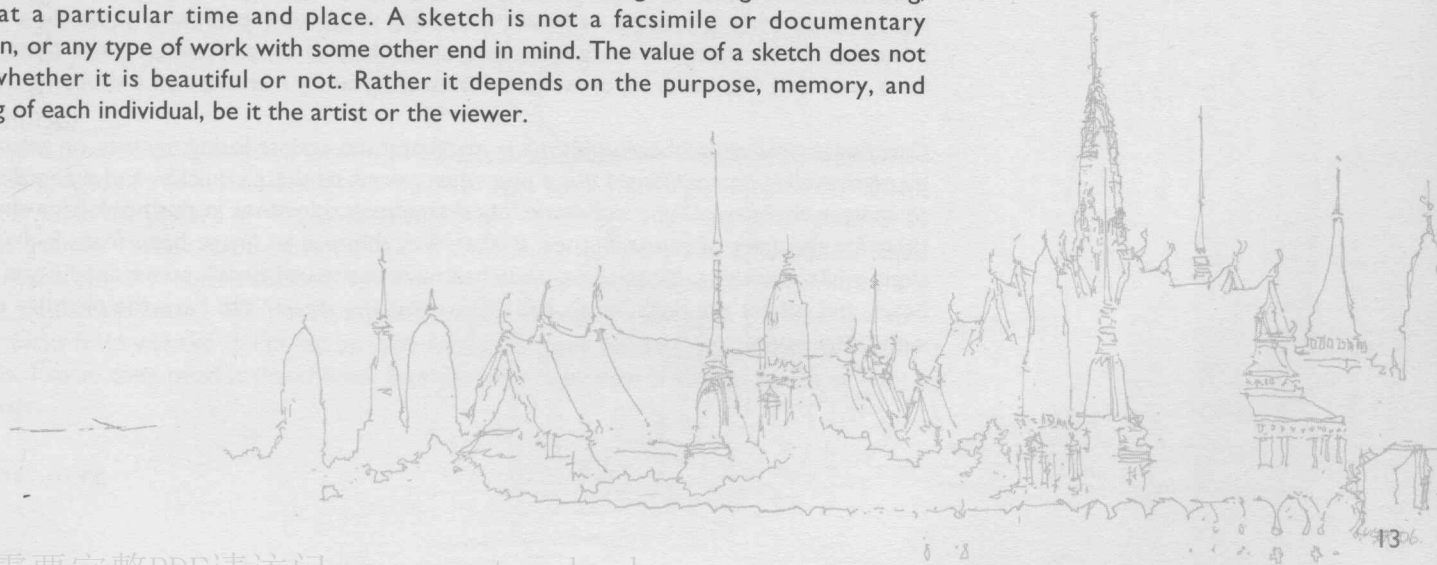 at a particular time and place. A sketch is not a facsimile or documentary
n, or any type of work with some other end in mind. The value of a sketch does not
whether it is beautiful or not. Rather it depends on the purpose, memory, and
g of each individual, be it the artist or the viewer.
13